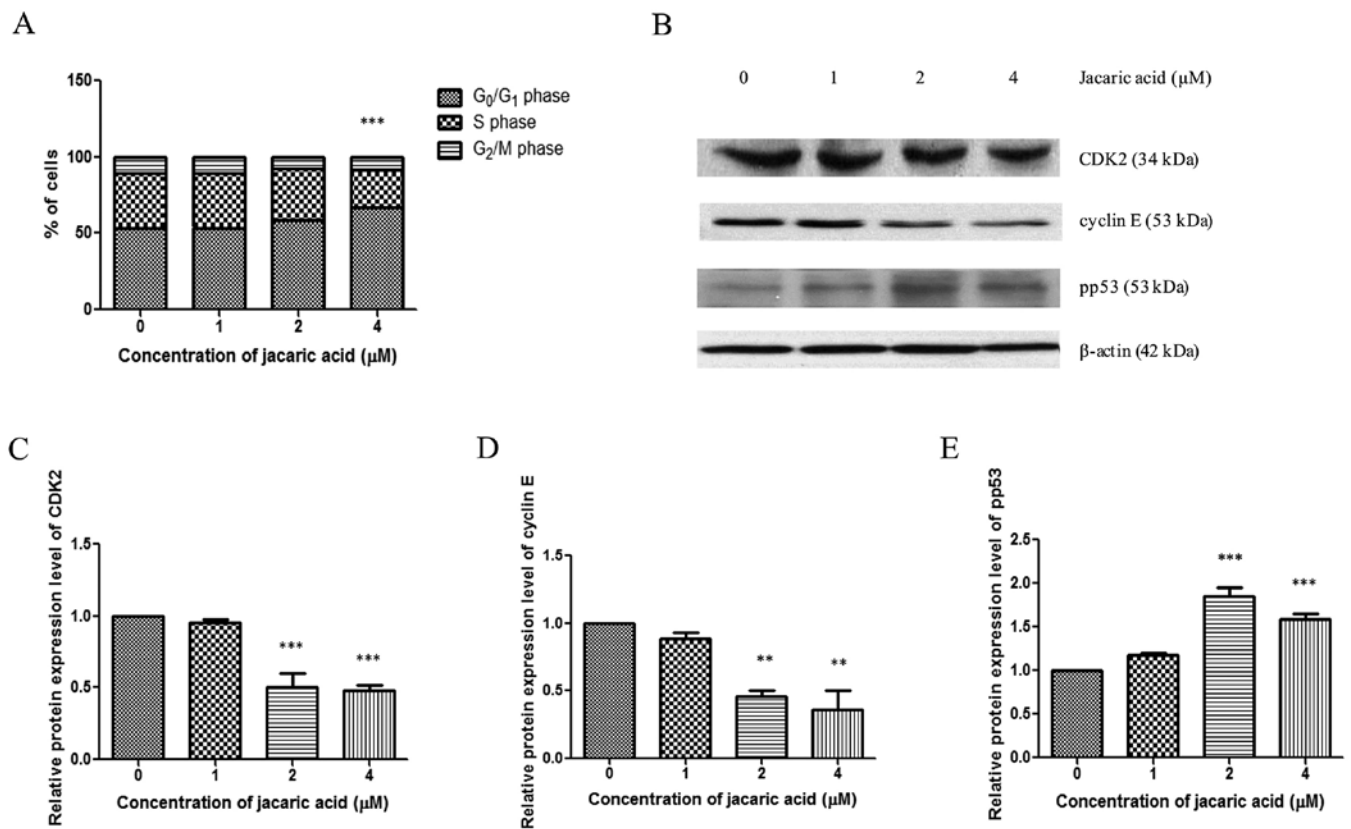 A
% of cells
150
100
50
0
***
0 1 2 4
Concentration of jacaric acid (μM)
G₀/G₁ phase
S phase
G₂/M phase
B
0 1 2 4 Jacaric acid (μM)
CDK2 (34 kDa)
cyclin E (53 kDa)
pp53 (53 kDa)
β-actin (42 kDa)
C
Relative protein expression level of CDK2
1.5
1.0
0.5
0.0
*** ***
0 1 2 4
Concentration of jacaric acid (μM)
D
Relative protein expression level of cyclin E
1.5
1.0
0.5
0.0
** **
0 1 2 4
Concentration of jacaric acid (μM)
E
Relative protein expression level of pp53
2.5
2.0
1.5
1.0
0.5
0.0
*** ***
0 1 2 4
Concentration of jacaric acid (μM)